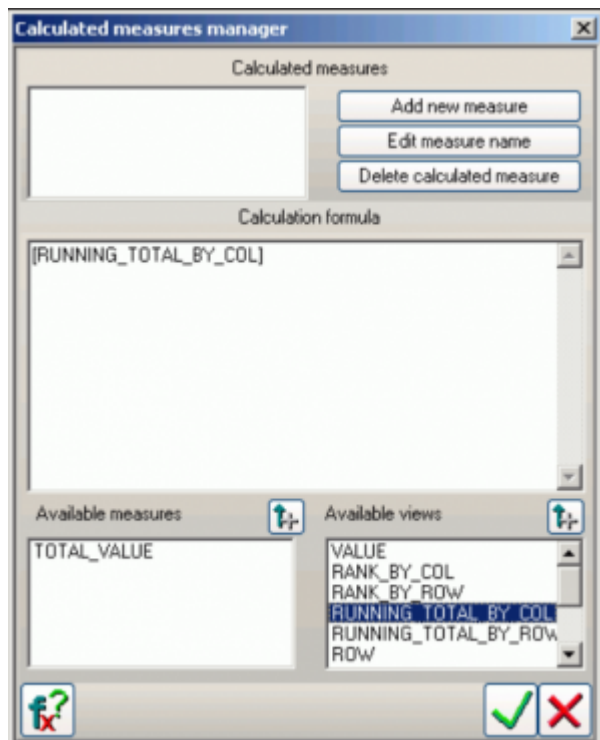 Calculated measures manager
Calculated measures
Add new measure
Edit measure name
Delete calculated measure
Calculation formula
[RUNNING_TOTAL_BY_COL]
Available measures
Available views
TOTAL_VALUE
VALUE
RANK_BY_COL
RANK_BY_ROW
RUNNING_TOTAL_BY_COL
RUNNING_TOTAL_BY_ROW
ROW
fx?